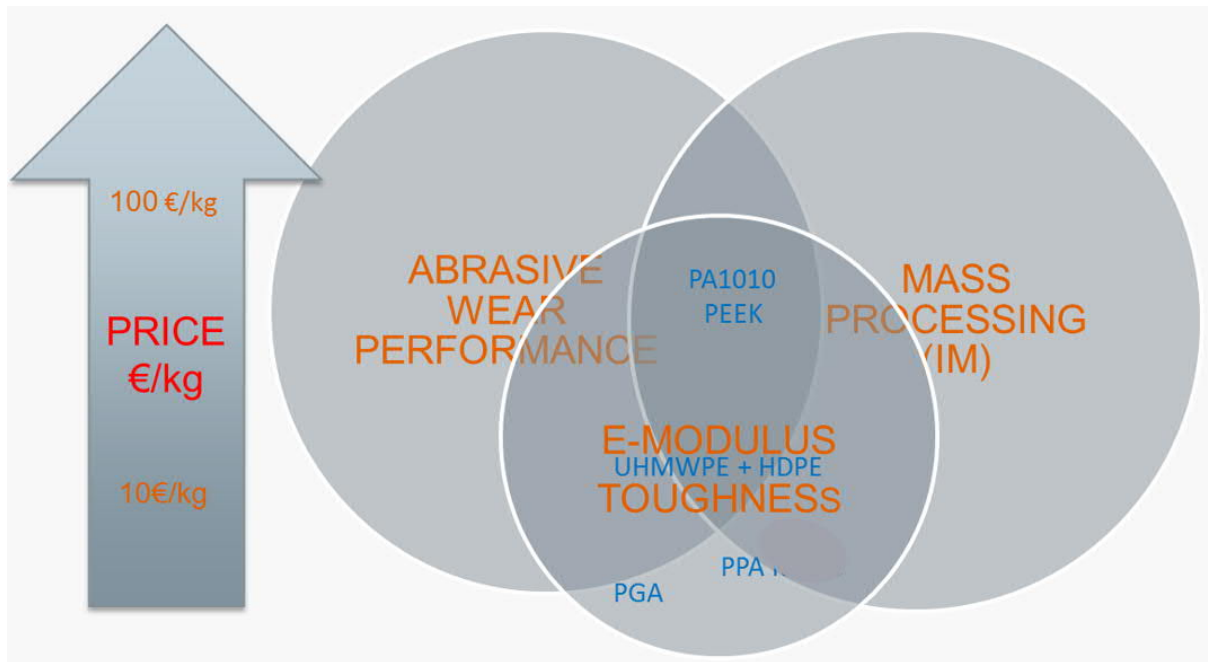 100 €/kg
PRICE
€/kg
10€/kg
ABRASIVE
WEAR
PERFORMANCE
PA1010
PEEK
MASS
PROCESSING
(IM)
E-MODULUS
UHMWPE + HDPE
TOUGHNESS
PPA
PGA